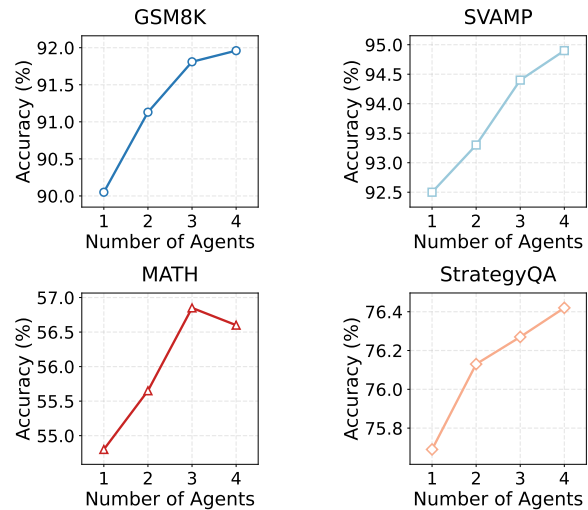 GSM8K
Accuracy (%)
92.0
91.5
91.0
90.5
90.0
1 2 3 4
Number of Agents
SVAMP
Accuracy (%)
95.0
94.5
94.0
93.5
93.0
92.5
1 2 3 4
Number of Agents
MATH
Accuracy (%)
57.0
56.5
56.0
55.5
55.0
1 2 3 4
Number of Agents
StrategyQA
Accuracy (%)
76.4
76.2
76.0
75.8
1 2 3 4
Number of Agents